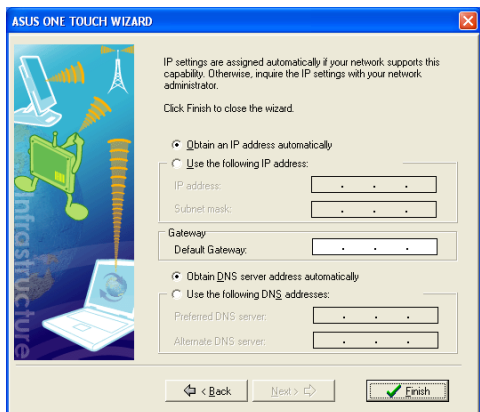 ASUS ONE TOUCH WIZARD
IP settings are assigned automatically if your network supports this
capability. Otherwise, inquire the IP settings with your network
administrator.
Click Finish to close the wizard.
Obtain an IP address automatically
Use the following IP address:
IP address:
Subnet mask:
Gateway
Default Gateway:
Obtain DNS server address automatically
Use the following DNS addresses:
Preferred DNS server:
Alternate DNS server:
Infrastructure
< Back
Next >
Finish